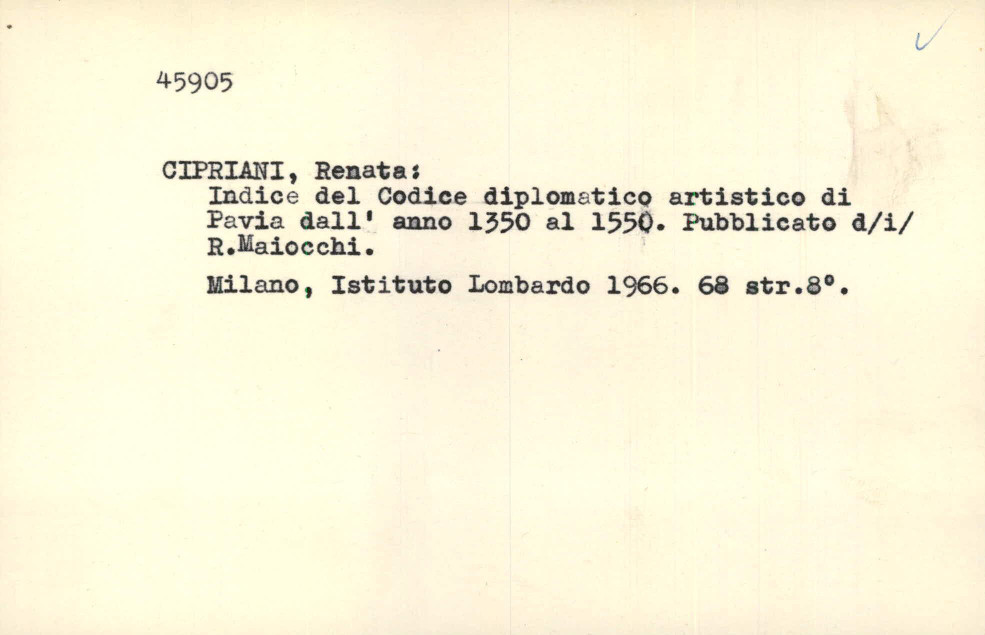 45905
CIPRIANI, Renata:
Indice del Codice diplomatico artistico di
Pavia dall' anno 1350 al 1550. Pubblicato d/i/
R.Maiocchi.
Milano, Istituto Lombardo 1966. 68 str.8°.